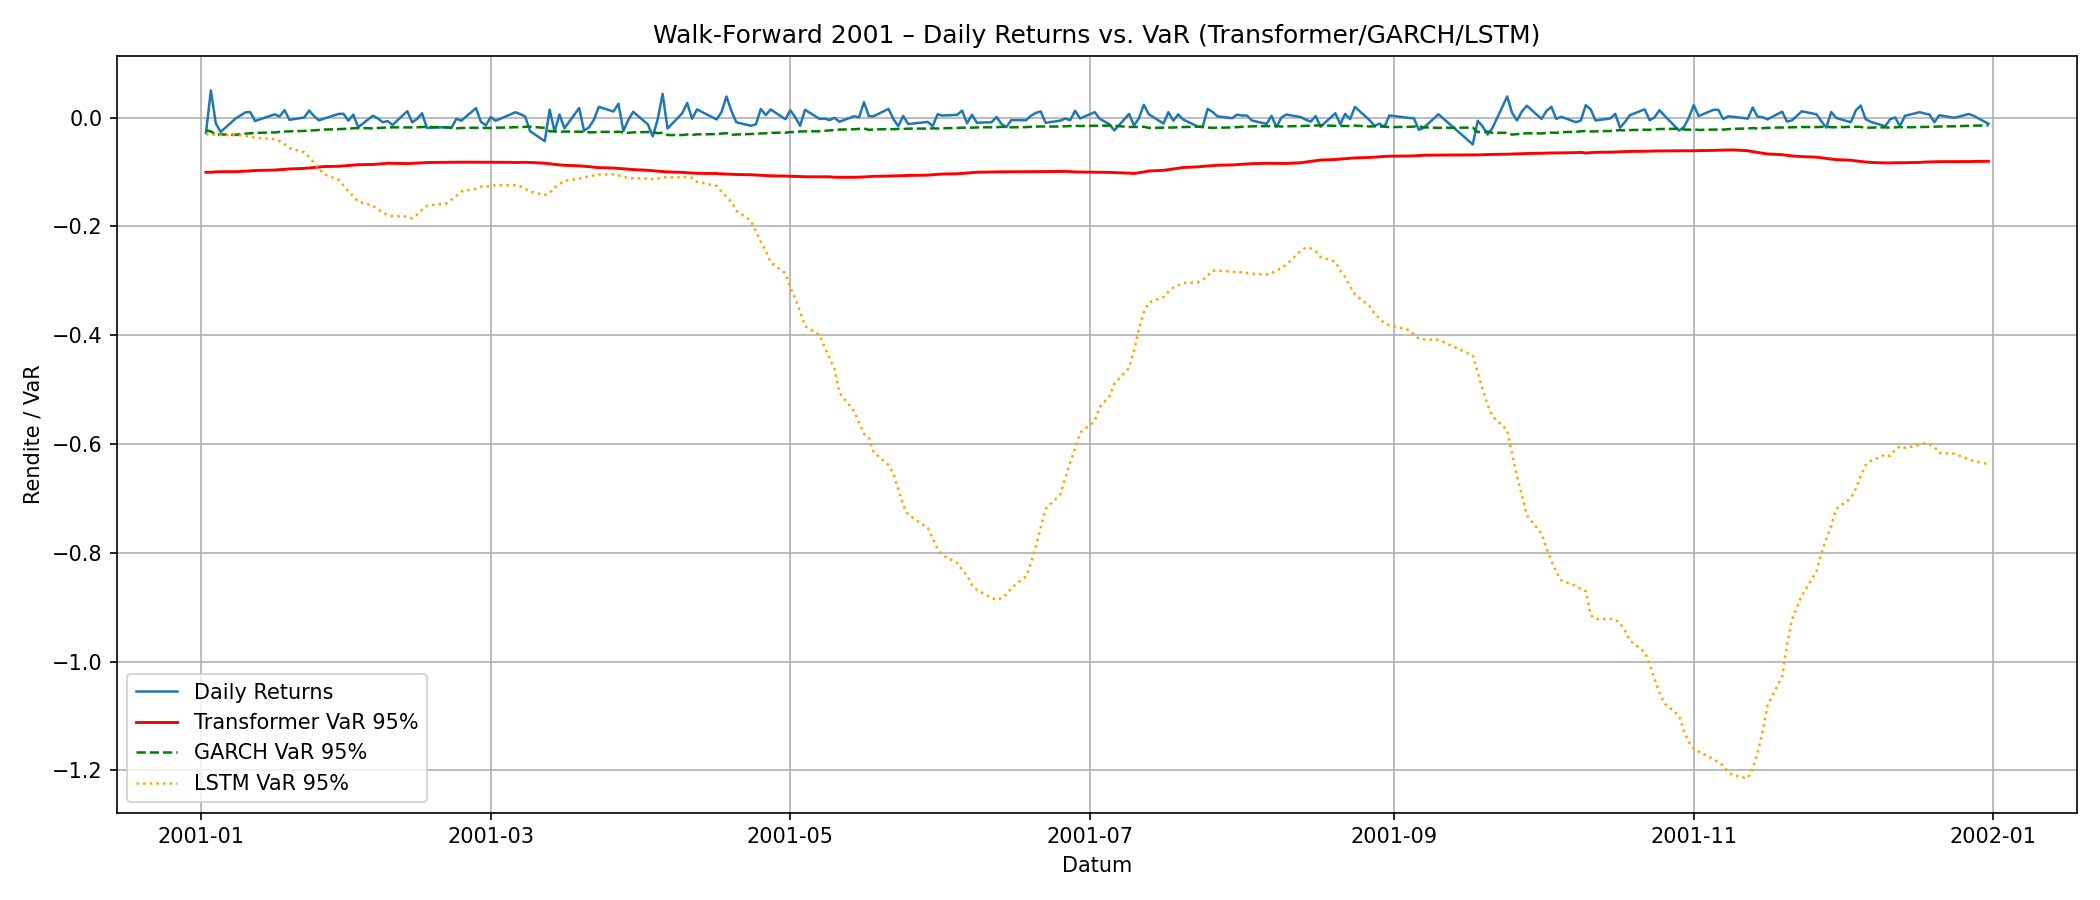 Walk-Forward 2001 – Daily Returns vs. VaR (Transformer/GARCH/LSTM)
Rendite / VaR
0.0
−0.2
−0.4
−0.6
−0.8
−1.0
−1.2
Daily Returns
Transformer VaR 95%
GARCH VaR 95%
LSTM VaR 95%
2001-01 2001-03 2001-05 2001-07 2001-09 2001-11 2002-01
Datum